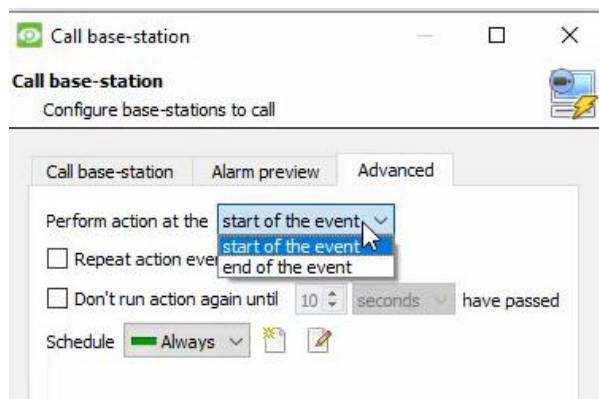 Call base-station
Call base-station
Configure base-stations to call
Call base-station Alarm preview Advanced
Perform action at the start of the event
start of the event
Repeat action
end of the event
Don't run action again until 10 seconds have passed
Schedule Always